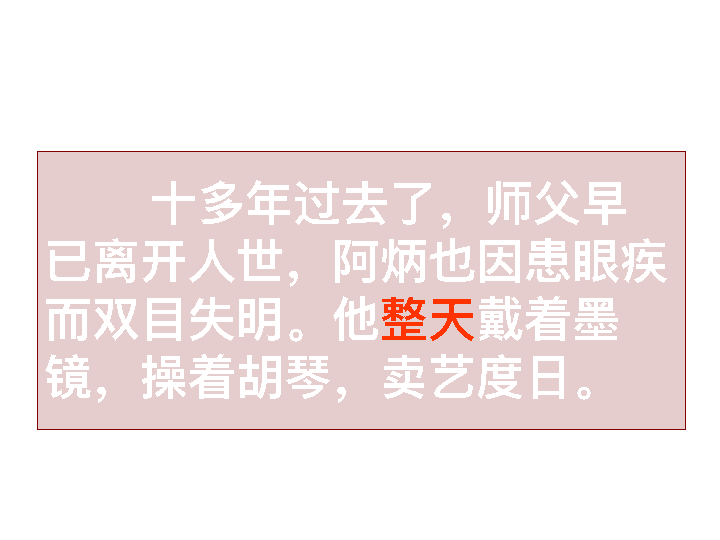 十多年过去了，师父早
已离开人世，阿炳也因患眼疾
而双目失明。他整天戴着墨
镜，操着胡琴，卖艺度日。